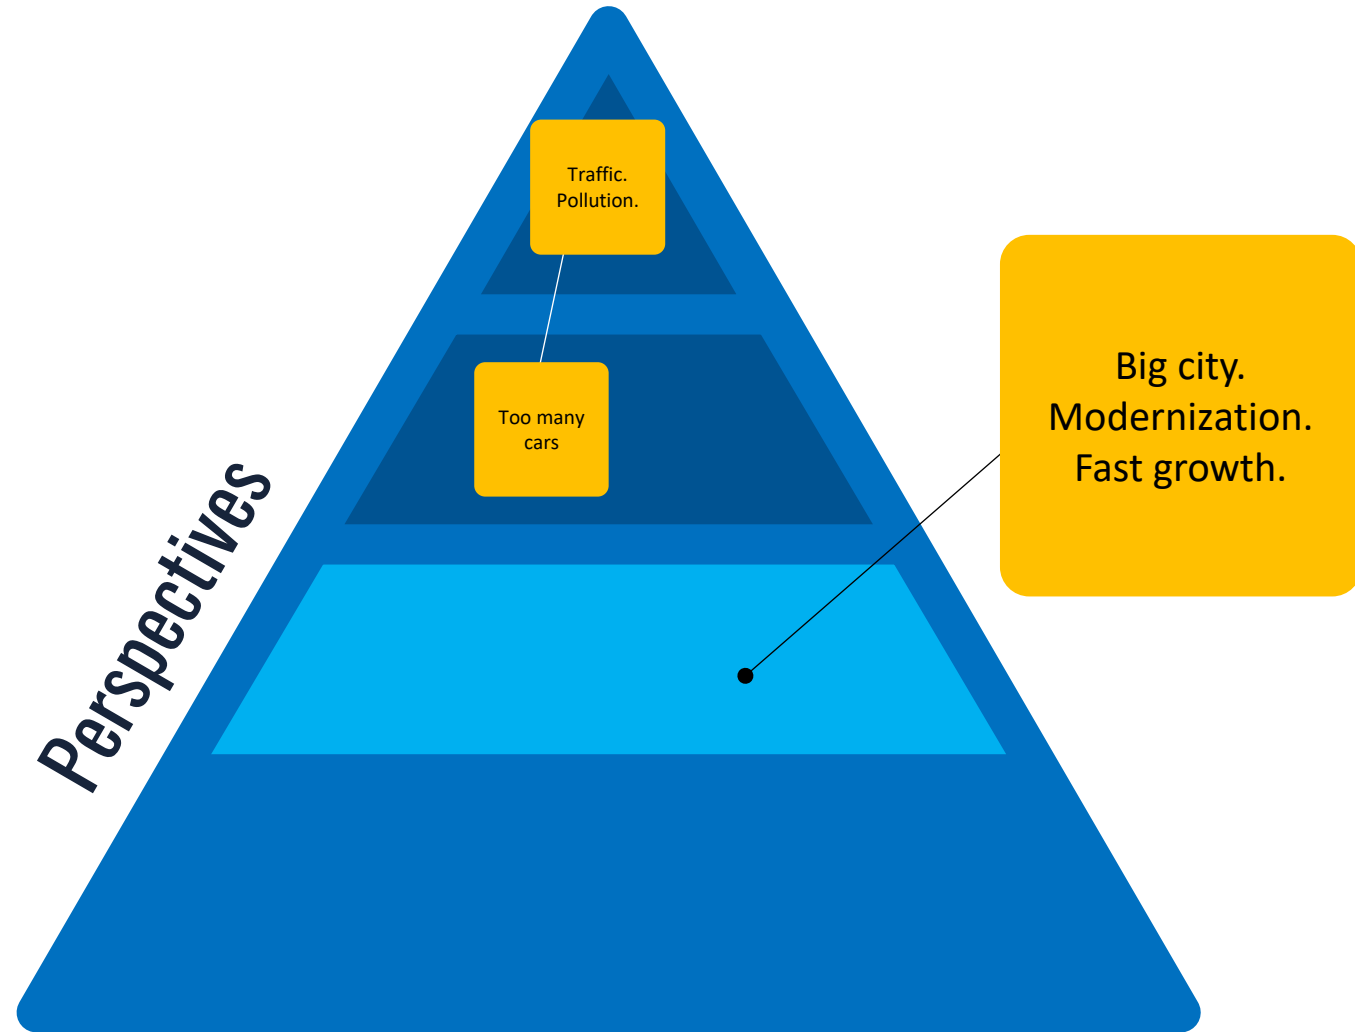 Traffic.
Pollution.
Too many
cars
Perspectives
Big city.
Modernization.
Fast growth.